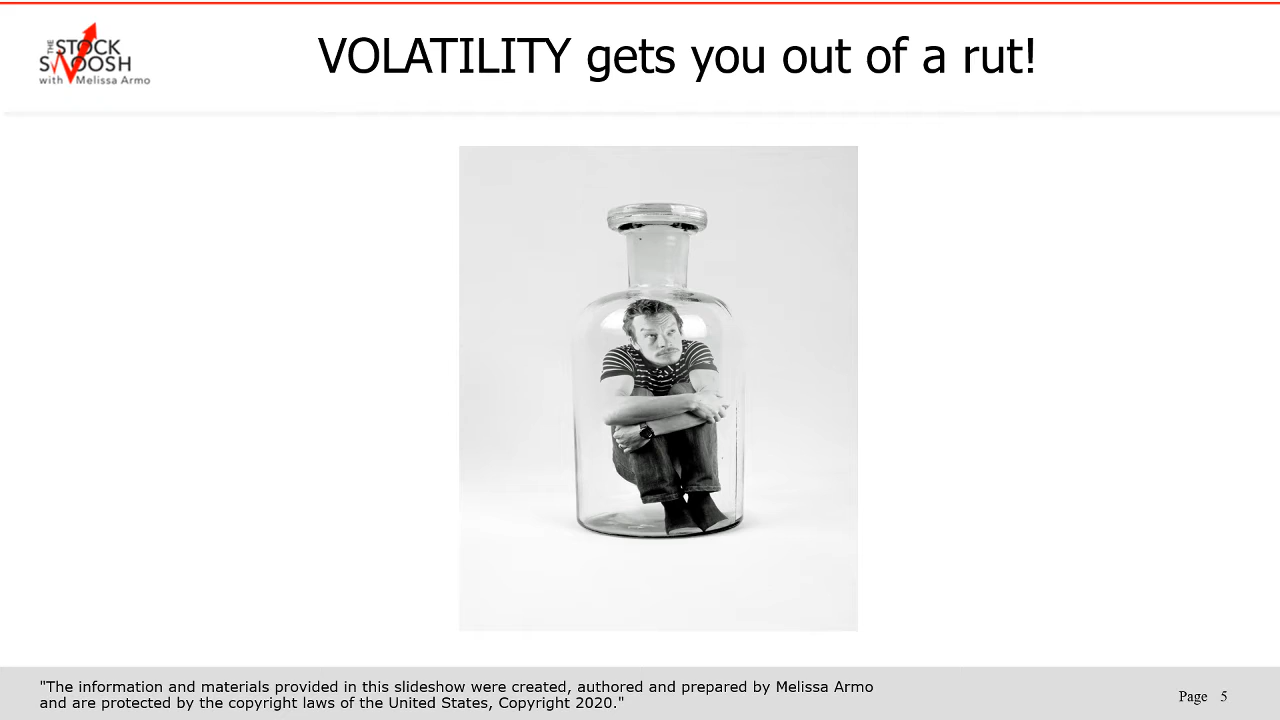 THE
STOCK
SWOOSH
with Melissa Armo
VOLATILITY gets you out of a rut!
"The information and materials provided in this slideshow were created, authored and prepared by Melissa Armo
and are protected by the copyright laws of the United States, Copyright 2020."
Page 5